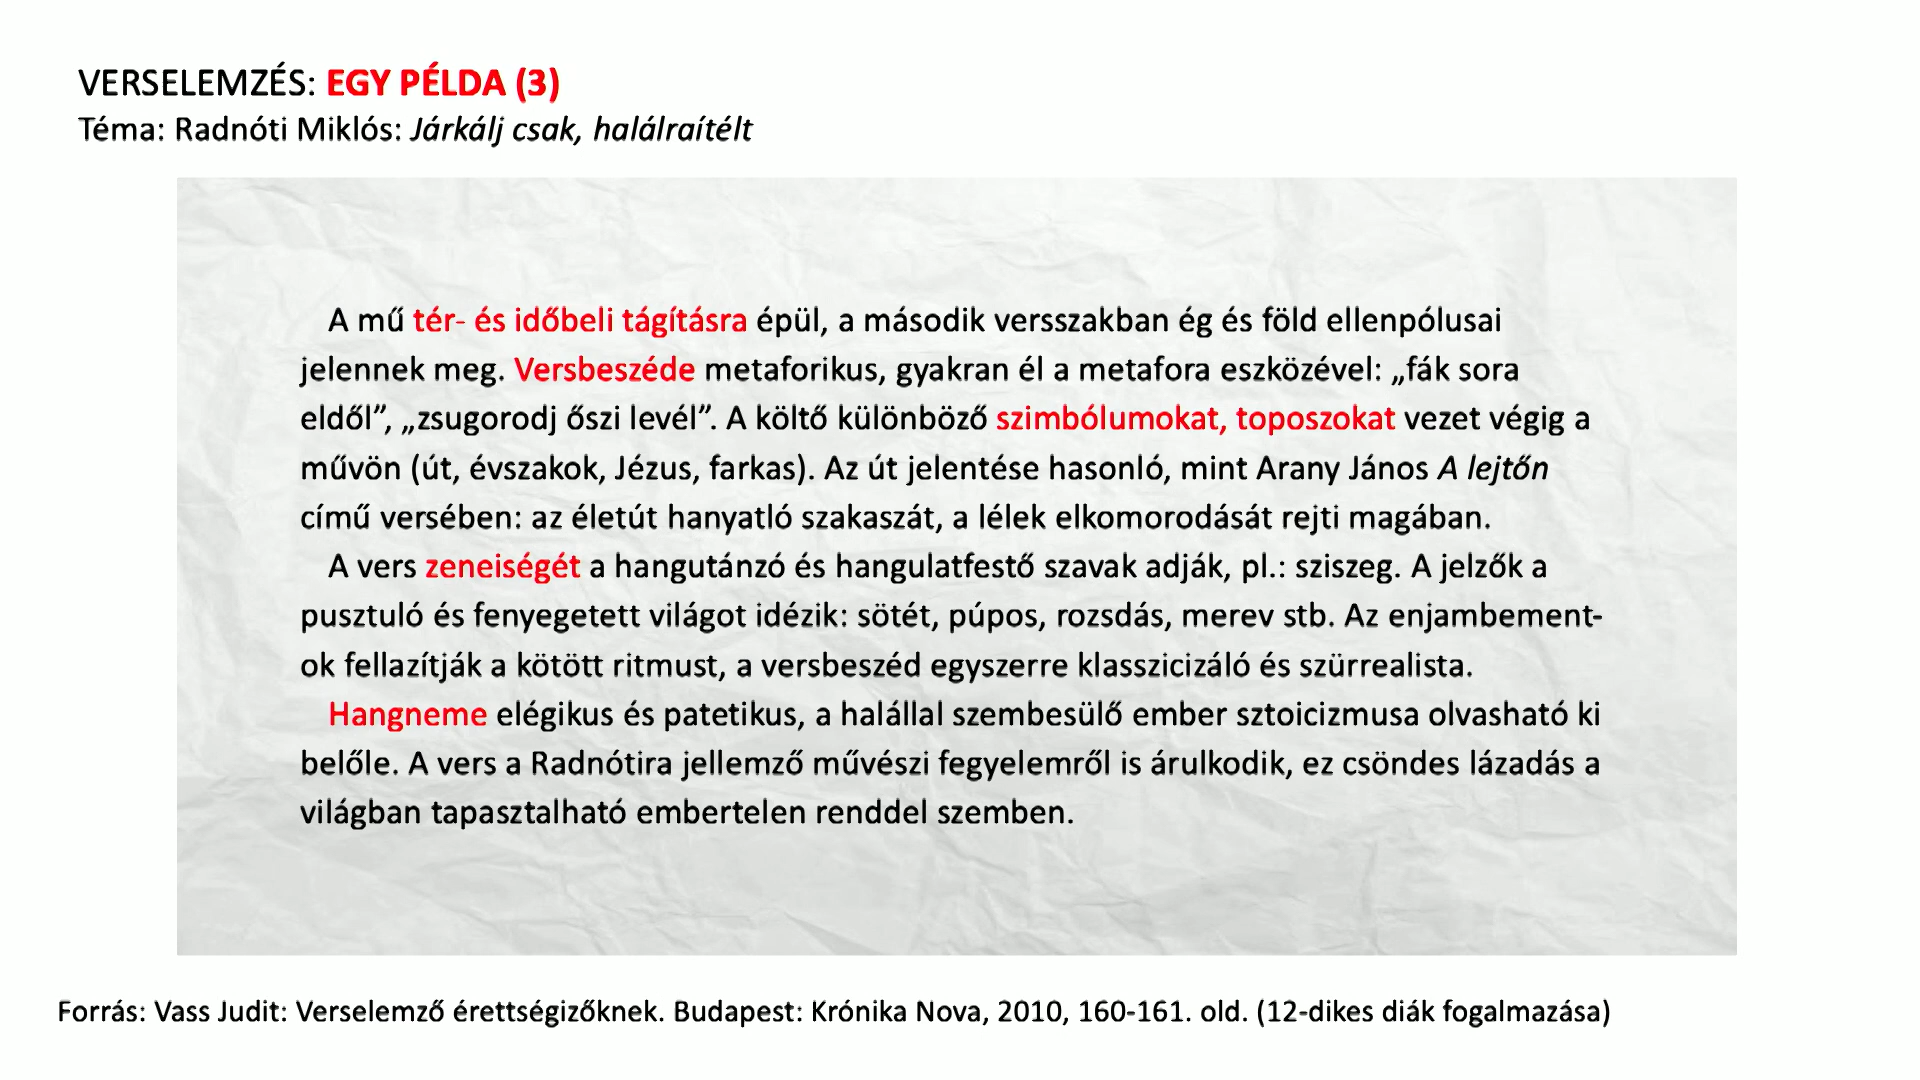 VERSELEMZÉS: EGY PÉLDA (3)
Téma: Radnóti Miklós: Járkálj csak, halálraítélt
A mű tér- és időbeli tágításra épül, a második versszakban ég és föld ellenpólusai
jelennek meg. Versbeszéde metaforikus, gyakran él a metafora eszközével: „fák sora
eldől”, „zsugorodj őszi levél”. A költő különböző szimbólumokat, toposzokat vezet végig a
művön (út, évszakok, Jézus, farkas). Az út jelentése hasonló, mint Arany János A lejtőn
című versében: az életút hanyatló szakaszát, a lélek elkomorodását rejti magában.
A vers zeneiségét a hangutánzó és hangulatfestő szavak adják, pl.: sziszeg. A jelzők a
pusztuló és fenyegetett világot idézik: sötét, púpos, rozsdás, merev stb. Az enjambement-
ok fellazítják a kötött ritmust, a versbeszéd egyszerre klasszicizáló és szürrealista.
Hangneme elégikus és patetikus, a halállal szembesülő ember sztoicizmusa olvasható ki
belőle. A vers a Radnótira jellemző művészi fegyelemről is árulkodik, ez csöndes lázadás a
világban tapasztalható embertelen renddel szemben.
Forrás: Vass Judit: Verselemző érettségizőknek. Budapest: Krónika Nova, 2010, 160-161. old. (12-dikes diák fogalmazása)